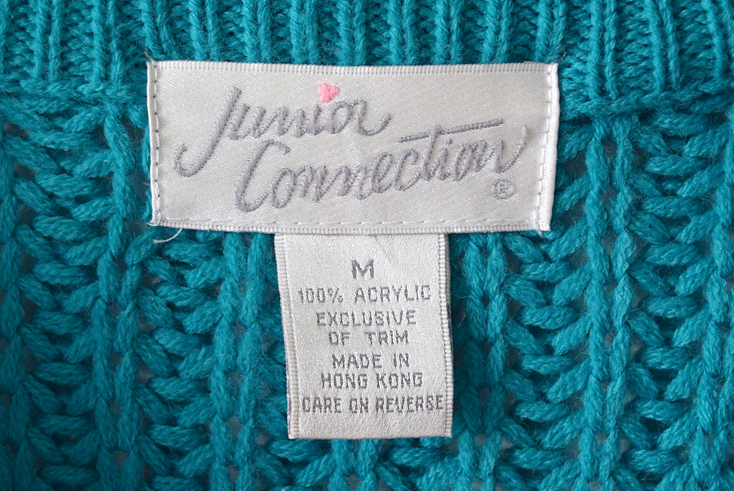 Junior
Connection
®
M
100% ACRYLIC
EXCLUSIVE
OF TRIM
MADE IN
HONG KONG
CARE ON REVERSE